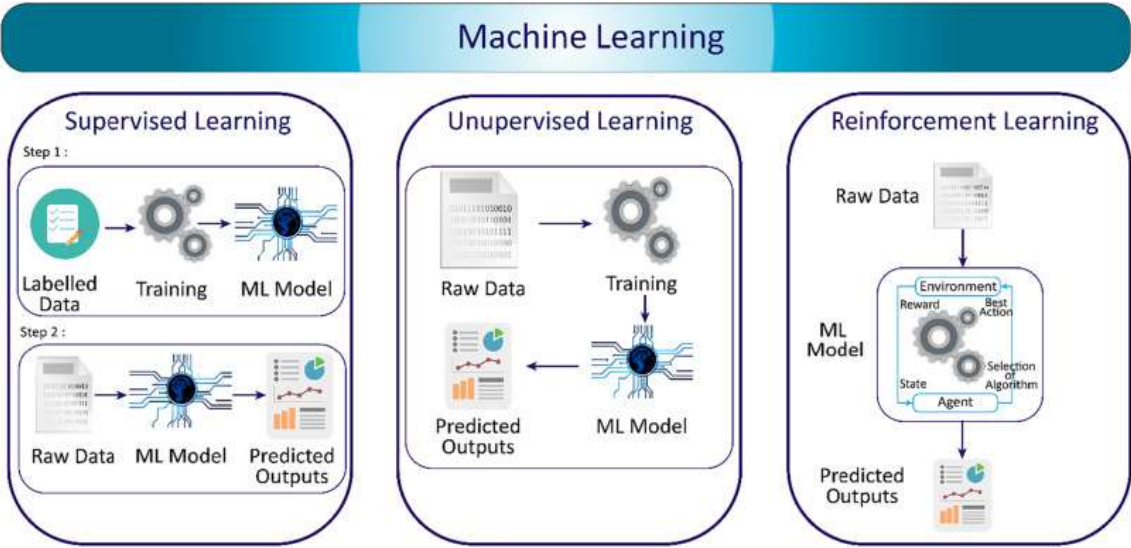 Machine Learning
Supervised Learning
Step 1 :
Labelled
Data
Training
ML Model
Step 2 :
Raw Data
ML Model
Predicted
Outputs
Unupervised Learning
Raw Data
Training
Predicted
Outputs
ML Model
Reinforcement Learning
Raw Data
ML
Model
Environment
Reward
Best
Action
State
Selection
of
Algorithm
Agent
Predicted
Outputs